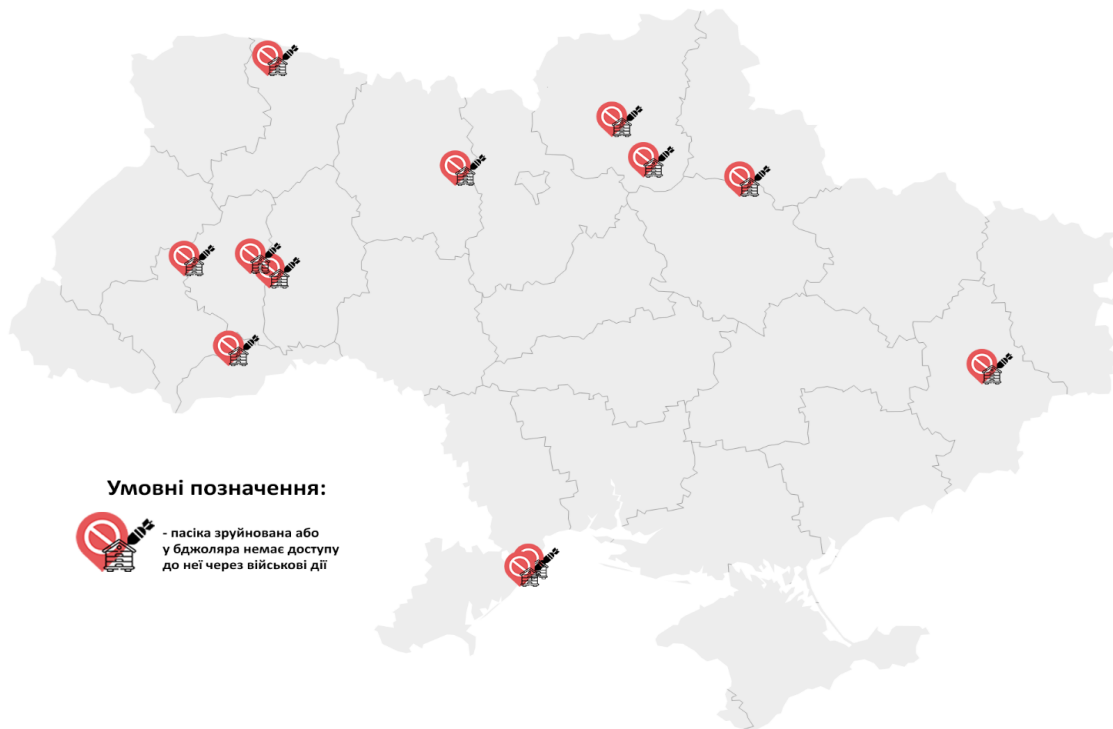 Умовні позначення:
- пасіка зруйнована або
у бджоляра немає доступу
до неї через військові дії